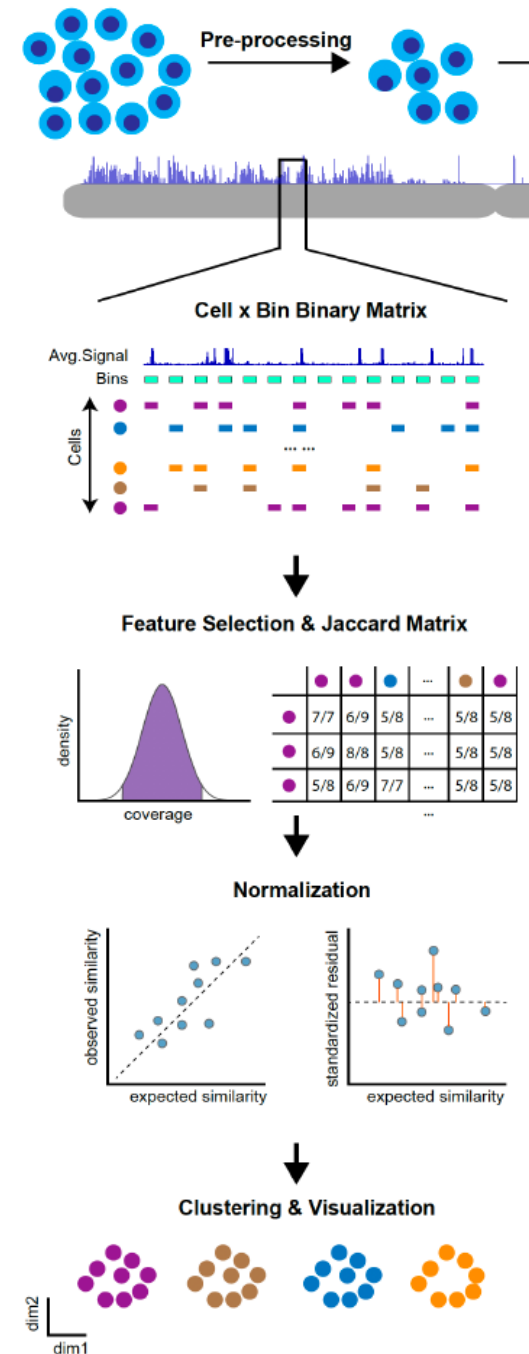 Pre-processing
Cell x Bin Binary Matrix
Avg.Signal
Bins
Cells
... ...
Feature Selection & Jaccard Matrix
density
coverage
...
7/7 6/9 5/8 ... 5/8 5/8
6/9 8/8 5/8 ... 5/8 5/8
5/8 6/9 7/7 ... 5/8 5/8
...
Normalization
observed similarity
expected similarity
standardized residual
expected similarity
Clustering & Visualization
dim2
dim1